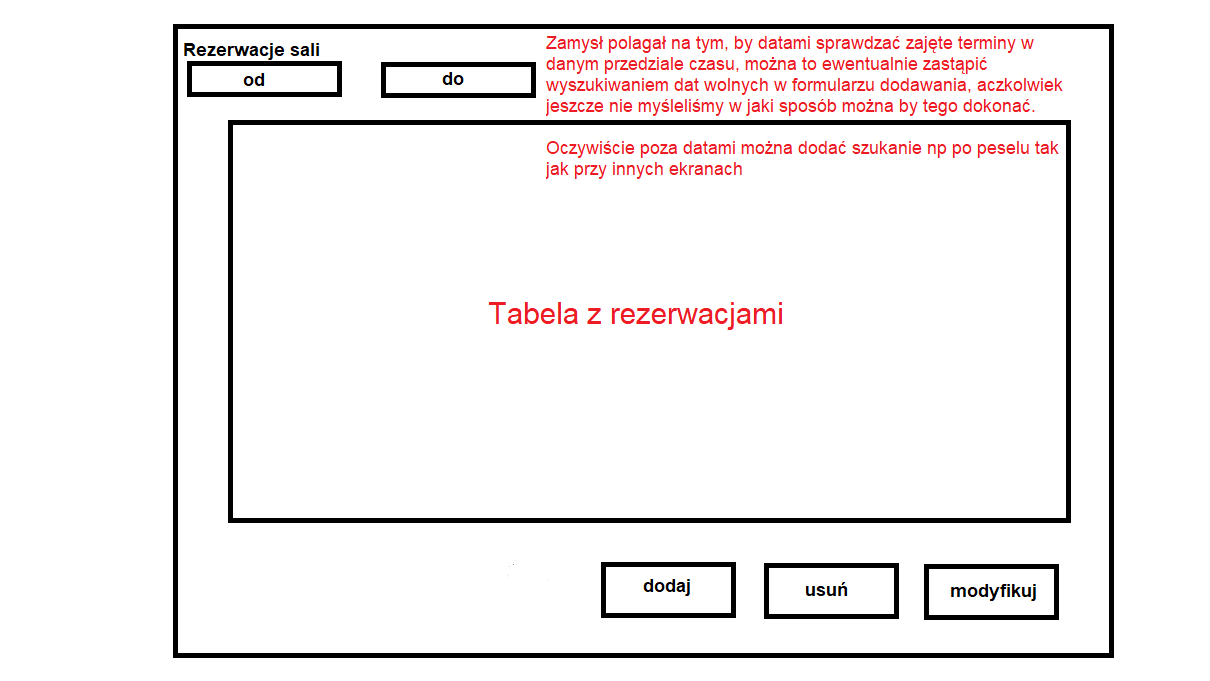 Rezerwacje sali
od
do
Zamysł polagał na tym, by datami sprawdzać zajęte terminy w
danym przedziale czasu, można to ewentualnie zastąpić
wyszukiwaniem dat wolnych w formularzu dodawania, aczkolwiek
jeszcze nie myśleliśmy w jaki sposób można by tego dokonać.
Oczywiście poza datami można dodać szukanie np po peselu tak
jak przy innych ekranach
Tabela z rezerwacjami
dodaj
usuń
modyfikuj